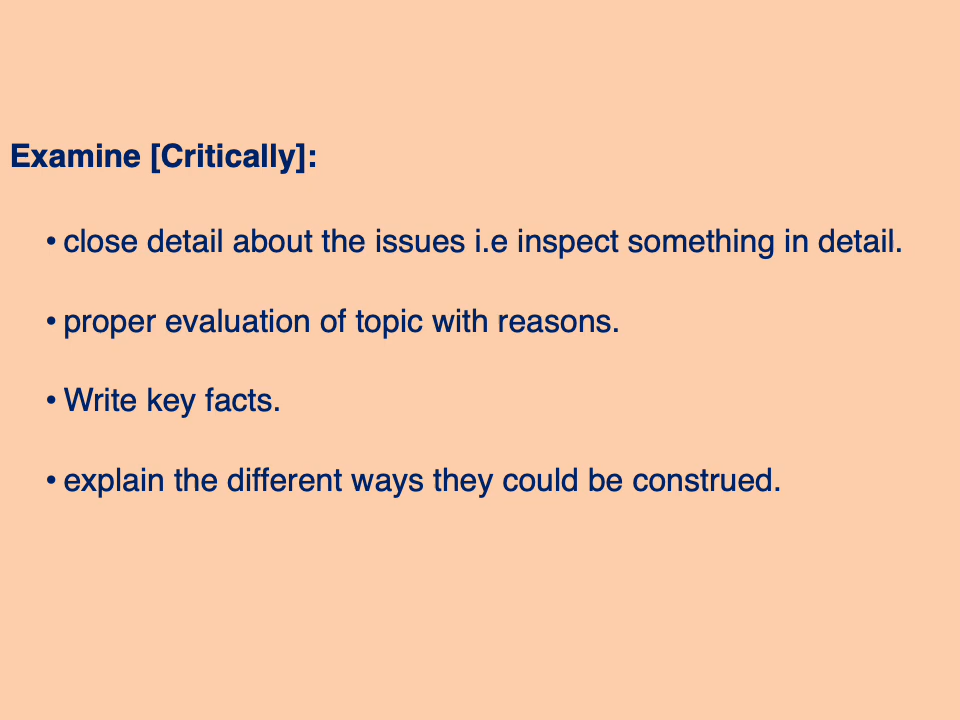 Examine [Critically]:
• close detail about the issues i.e inspect something in detail.
• proper evaluation of topic with reasons.
• Write key facts.
• explain the different ways they could be construed.